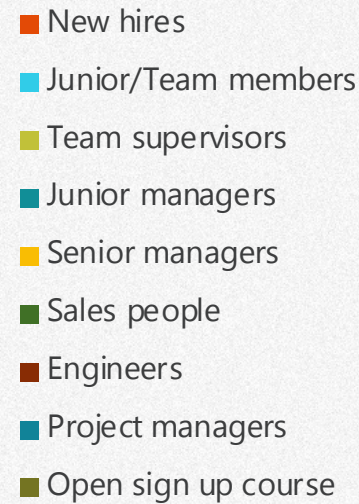 New hires
Junior/Team members
Team supervisors
Junior managers
Senior managers
Sales people
Engineers
Project managers
Open sign up course